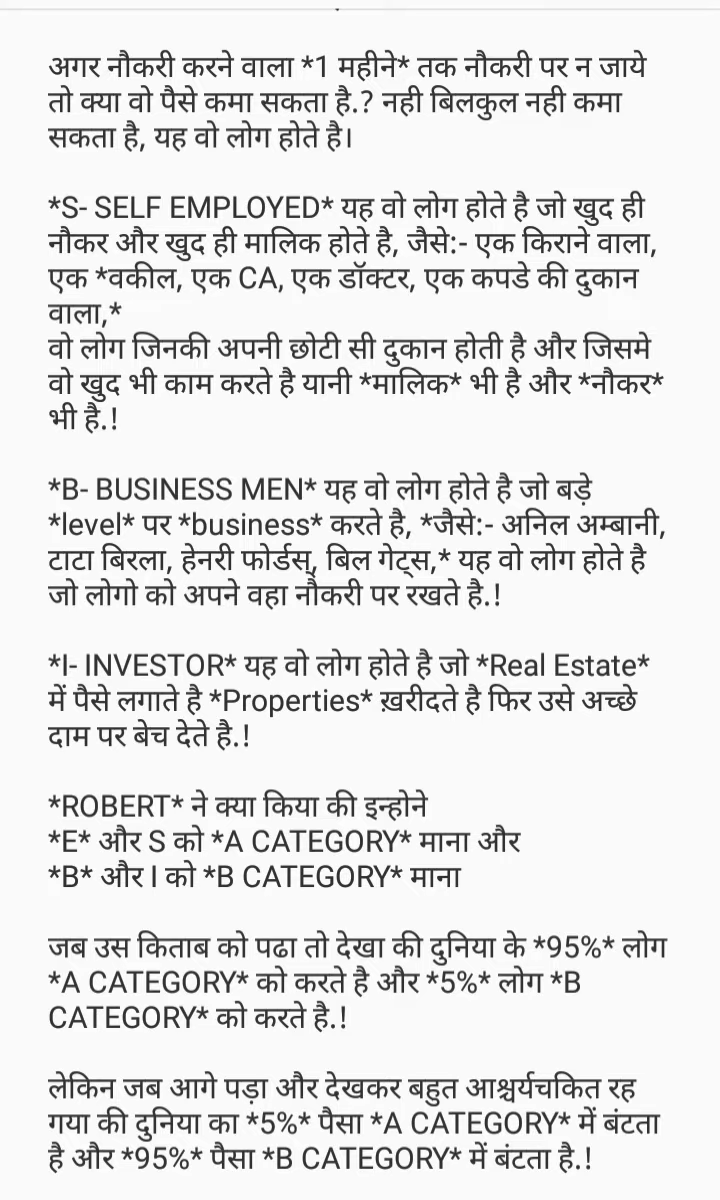 अगर नौकरी करने वाला *1 महीने* तक नौकरी पर न जाये
तो क्या वो पैसे कमा सकता है.? नही बिलकुल नही कमा
सकता है, यह वो लोग होते है।
*S- SELF EMPLOYED* यह वो लोग होते है जो खुद ही
नौकर और खुद ही मालिक होते है, जैसे:- एक किराने वाला,
एक *वकील, एक CA, एक डॉक्टर, एक कपडे की दुकान
वाला,*
वो लोग जिनकी अपनी छोटी सी दुकान होती है और जिसमे
वो खुद भी काम करते है यानी *मालिक* भी है और *नौकर*
भी है.!
*B- BUSINESS MEN* यह वो लोग होते है जो बड़े
*level* पर *business* करते है, *जैसे:- अनिल अम्बानी,
टाटा बिरला, हेनरी फोर्डस्, बिल गेट्स,* यह वो लोग होते है
जो लोगो को अपने वहा नौकरी पर रखते है.!
*I- INVESTOR* यह वो लोग होते है जो *Real Estate*
में पैसे लगाते है *Properties* ख़रीदते है फिर उसे अच्छे
दाम पर बेच देते है.!
*ROBERT* ने क्या किया की इन्होने
*E* और S को *A CATEGORY* माना और
*B* और I को *B CATEGORY* माना
जब उस किताब को पढा तो देखा की दुनिया के *95%* लोग
*A CATEGORY* को करते है और *5%* लोग *B
CATEGORY* को करते है.!
लेकिन जब आगे पड़ा और देखकर बहुत आश्चर्यचकित रह
गया की दुनिया का *5%* पैसा *A CATEGORY* में बंटता
है और *95%* पैसा *B CATEGORY* में बंटता है.!